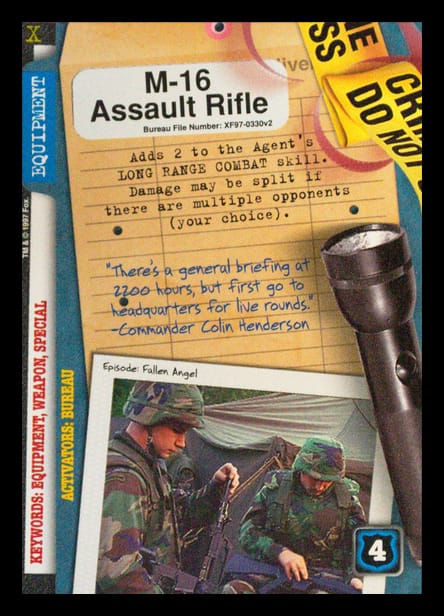 X
EQUIPMENT
TM & © 1997 Fox.
KEYWORDS: EQUIPMENT, WEAPON, SPECIAL
ACTIVATORS: BUREAU
M-16
Assault Rifle
Bureau File Number: XF97-0330v2
Adds 2 to the Agent's
LONG RANGE COMBAT skill.
Damage may be split if
there are multiple opponents
(your choice).
"There's a general briefing at
2200 hours, but first go to
headquarters for live rounds."
-Commander Colin Henderson
Episode: Fallen Angel
4
DO NOT